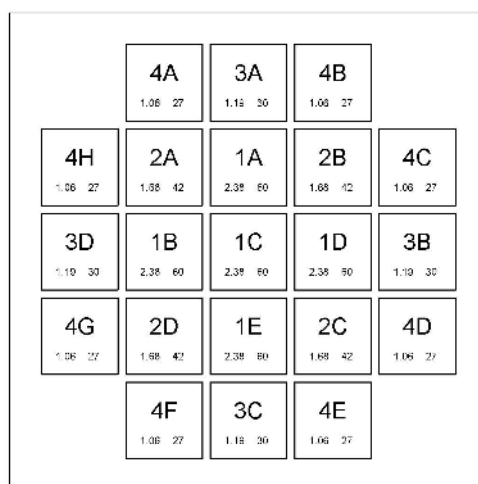 4A 3A 4B
1.06 27 1.19 30 1.06 27
4H 2A 1A 2B 4C
1.06 27 1.68 42 2.38 60 1.68 42 1.06 27
3D 1B 1C 1D 3B
1.19 30 2.38 60 2.38 60 2.38 60 1.19 30
4G 2D 1E 2C 4D
1.06 27 1.68 42 2.38 60 1.68 42 1.06 27
4F 3C 4E
1.06 27 1.19 30 1.06 27